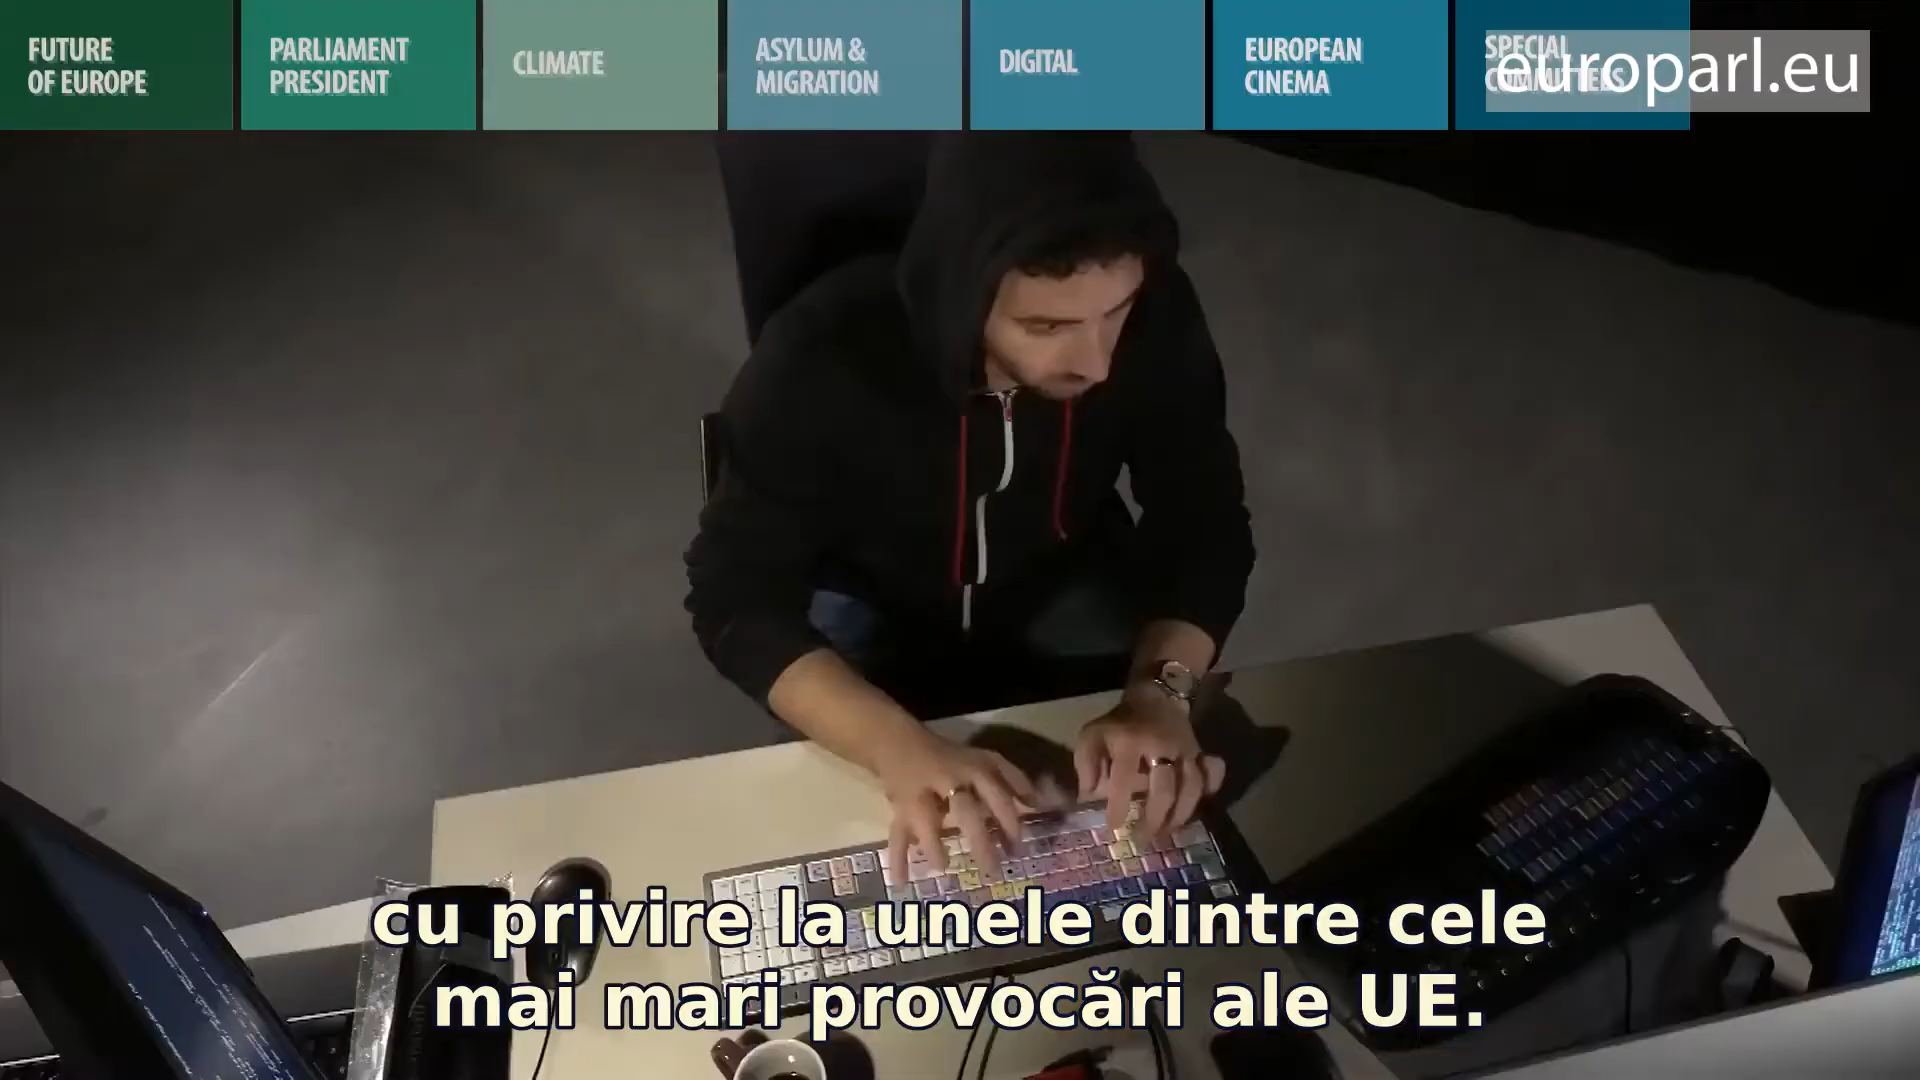 FUTURE
OF EUROPE
PARLIAMENT
PRESIDENT
CLIMATE
ASYLUM &
MIGRATION
DIGITAL
EUROPEAN
CINEMA
SPECIAL
COMMITTEES
europarl.eu
cu privire la unele dintre cele
mai mari provocări ale UE.